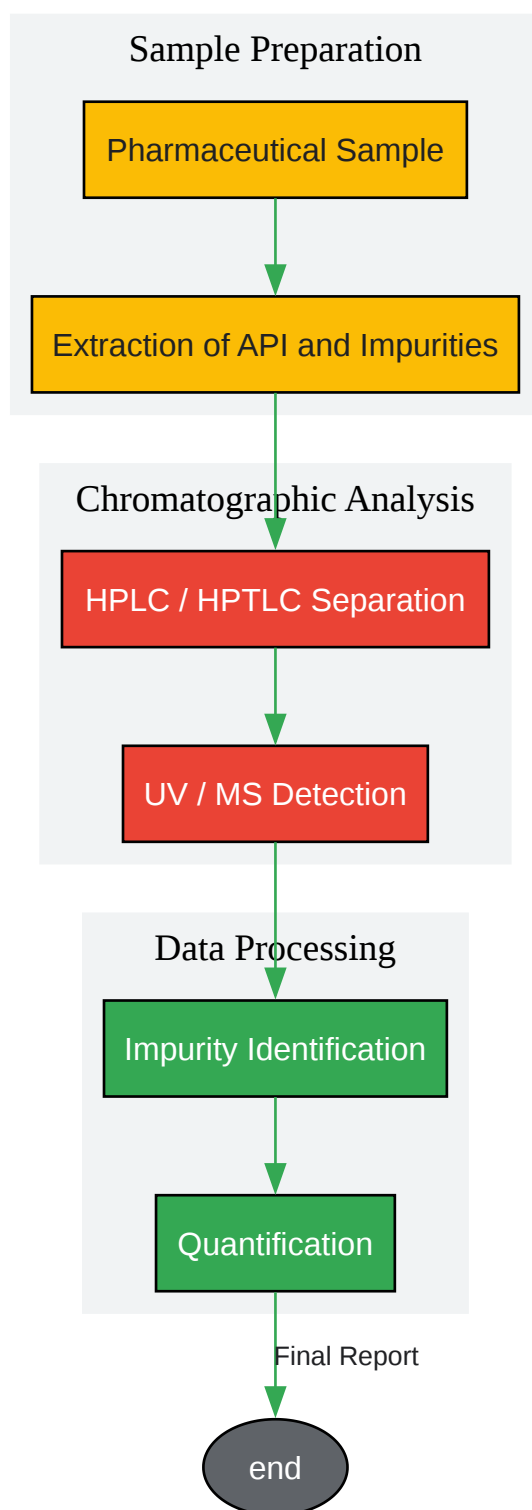 Sample Preparation
Pharmaceutical Sample
Extraction of API and Impurities
Chromatographic Analysis
HPLC / HPTLC Separation
UV / MS Detection
Data Processing
Impurity Identification
Quantification
Final Report
end